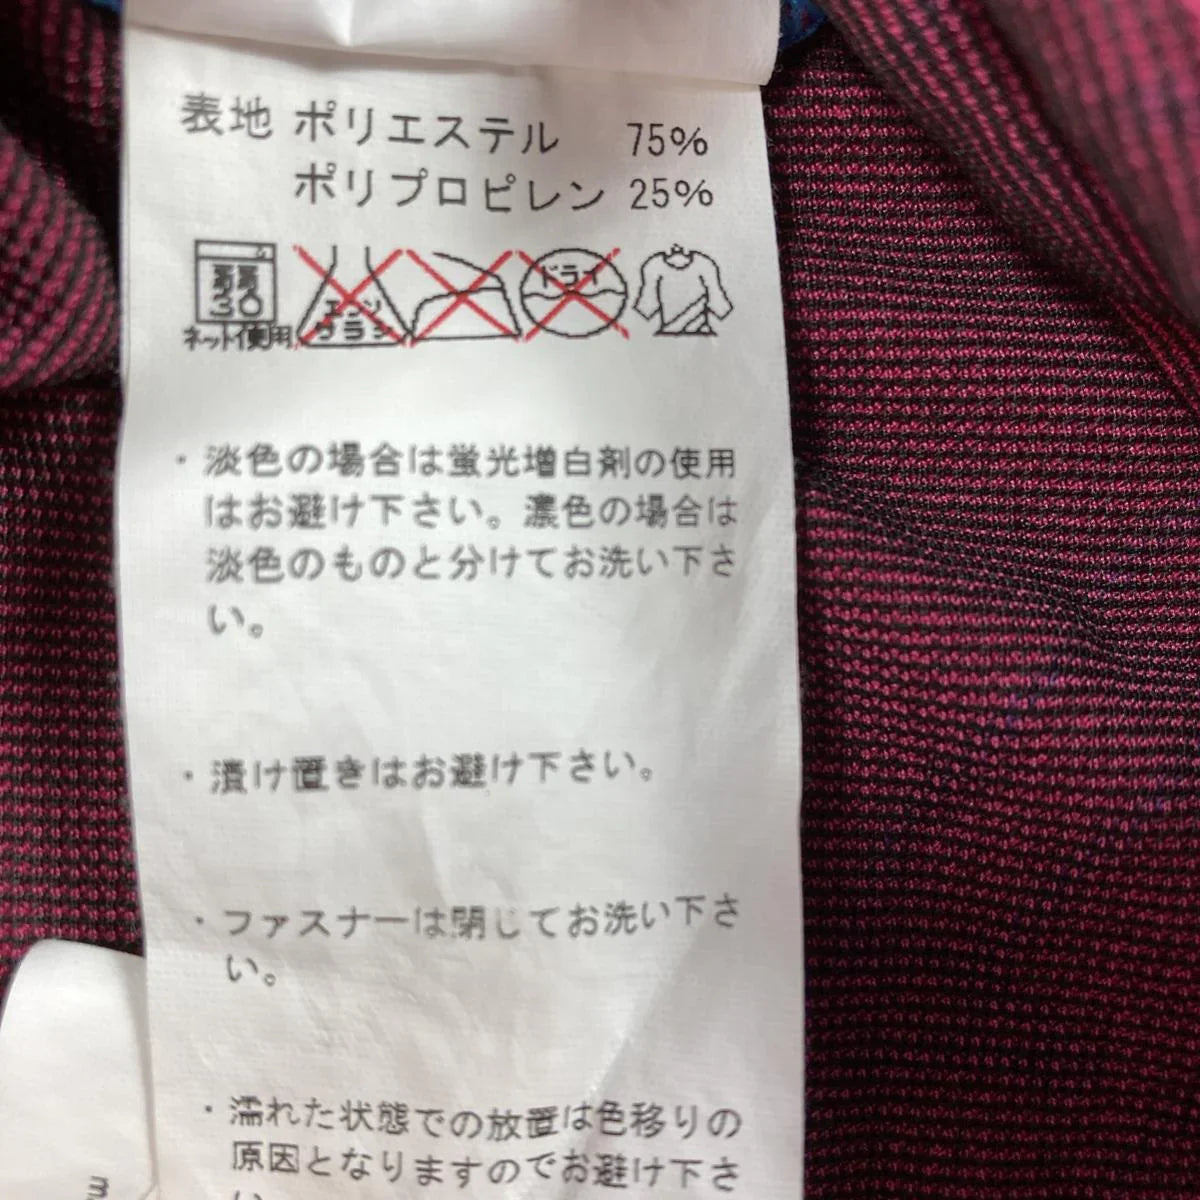 表地 ポリエステル 75%
ポリプロピレン 25%
弱
30
ネット使用
エンソ
サラシ
ドライ
・淡色の場合は蛍光増白剤の使用
はお避け下さい。濃色の場合は
淡色のものと分けてお洗い下さ
い。
・漬け置きはお避け下さい。
・ファスナーは閉じてお洗い下さ
い。
・濡れた状態での放置は色移りの
原因となりますのでお避け下さ
い